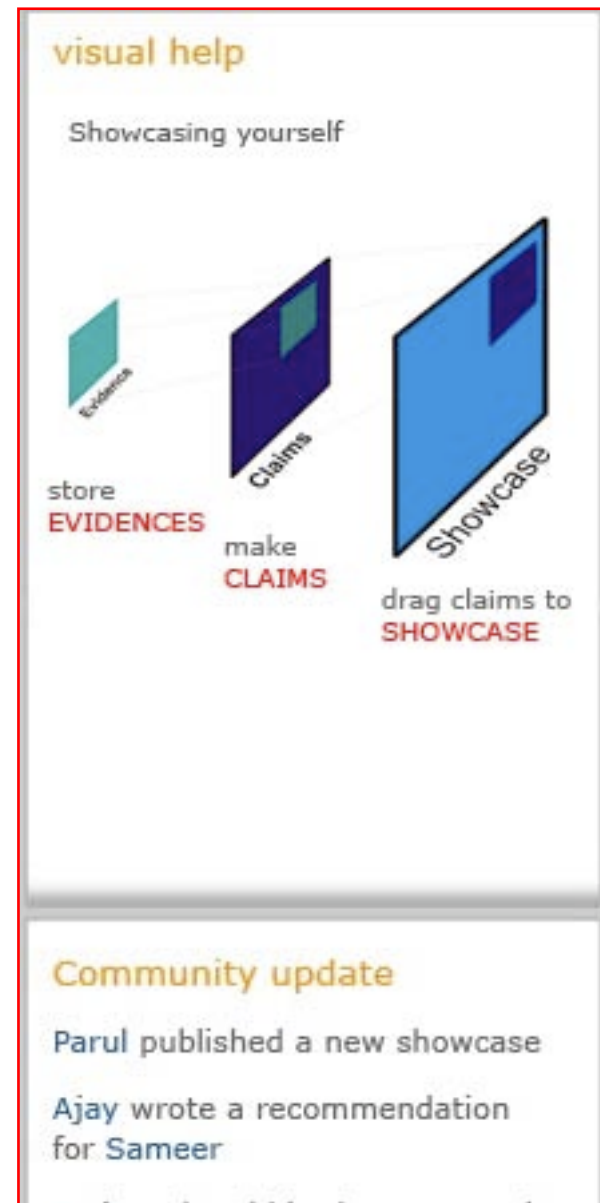 visual help
Showcasing yourself
Evidence
Claims
Showcase
store
EVIDENCES
make
CLAIMS
drag claims to
SHOWCASE
Community update
Parul published a new showcase
Ajay wrote a recommendation
for Sameer